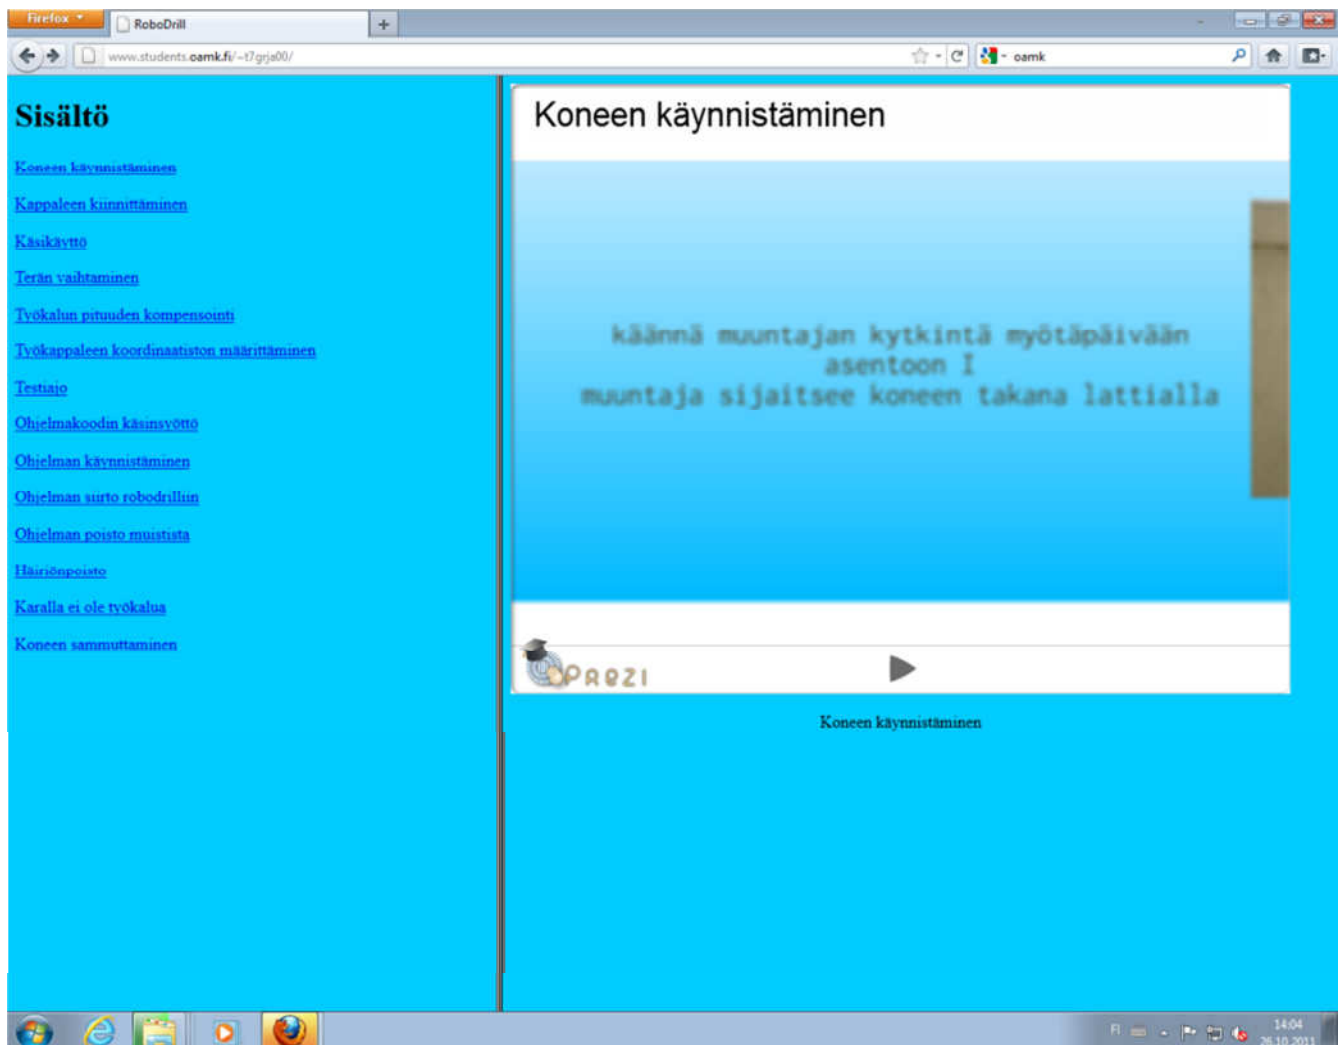 Firefox
RoboDrill
www.students.oamk.fi/~t7grja00/
oamk
Sisältö
Koneen käynnistäminen
Kappaleen kiinnittäminen
Käsikäyttö
Terän vaihtaminen
Työkalun pituuden kompensointi
Työkappaleen koordinaatiston määrittäminen
Testiajo
Ohjelmakoodin käsinsyöttö
Ohjelman käynnistäminen
Ohjelman siirto robodrilliin
Ohjelman poisto muistista
Häiriönpoisto
Karalla ei ole työkalua
Koneen sammuttaminen
Koneen käynnistäminen
käännä muuntajan kytkintä myötäpäivään
asentoon I
muuntaja sijaitsee koneen takana lattialla
Prezi
Koneen käynnistäminen
FI
14:04
26.10.2011